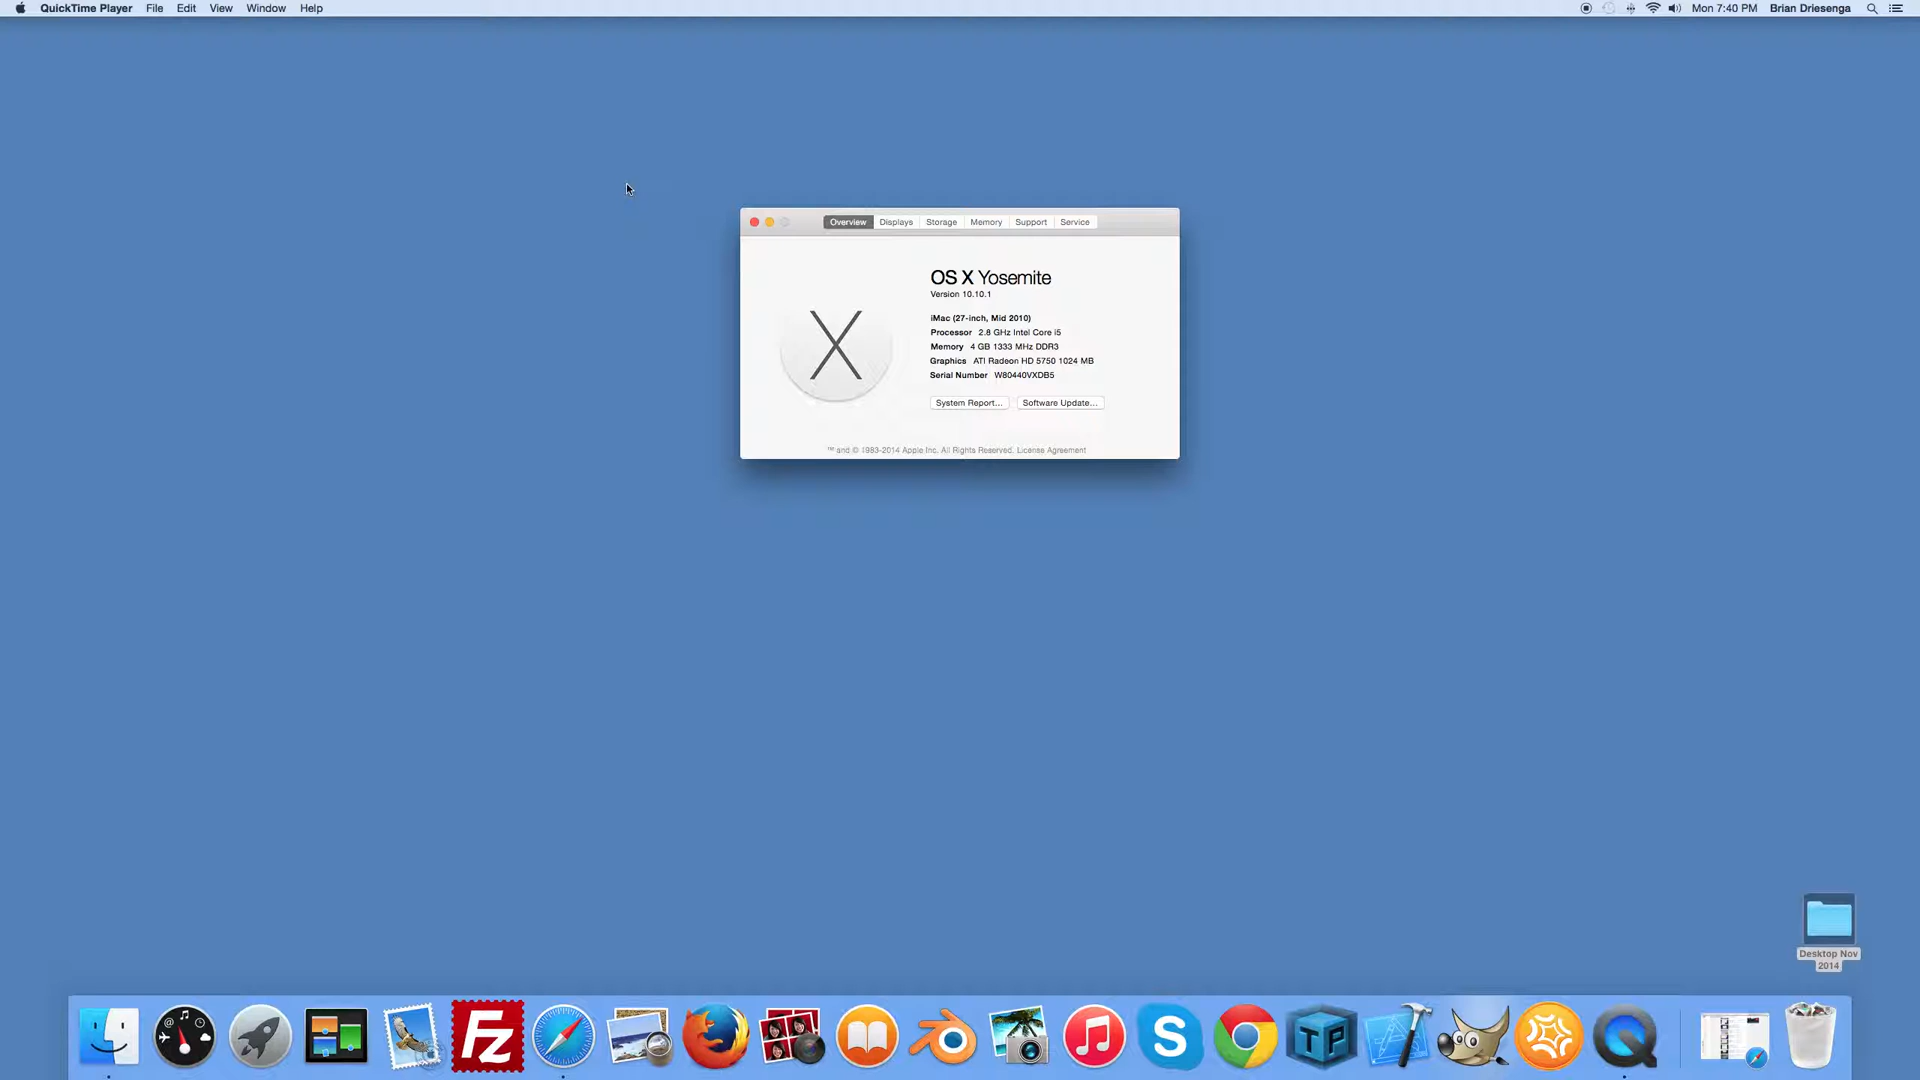 QuickTime Player File Edit View Window Help Mon 7:40 PM Brian Driesenga
Overview Displays Storage Memory Support Service
OS X Yosemite
Version 10.10.1
iMac (27-inch, Mid 2010)
Processor 2.8 GHz Intel Core i5
Memory 4 GB 1333 MHz DDR3
Graphics ATI Radeon HD 5750 1024 MB
Serial Number W80440VXDB5
System Report... Software Update...
™ and © 1983-2014 Apple Inc. All Rights Reserved. License Agreement
X
Desktop Nov
2014
Fz
S
TP